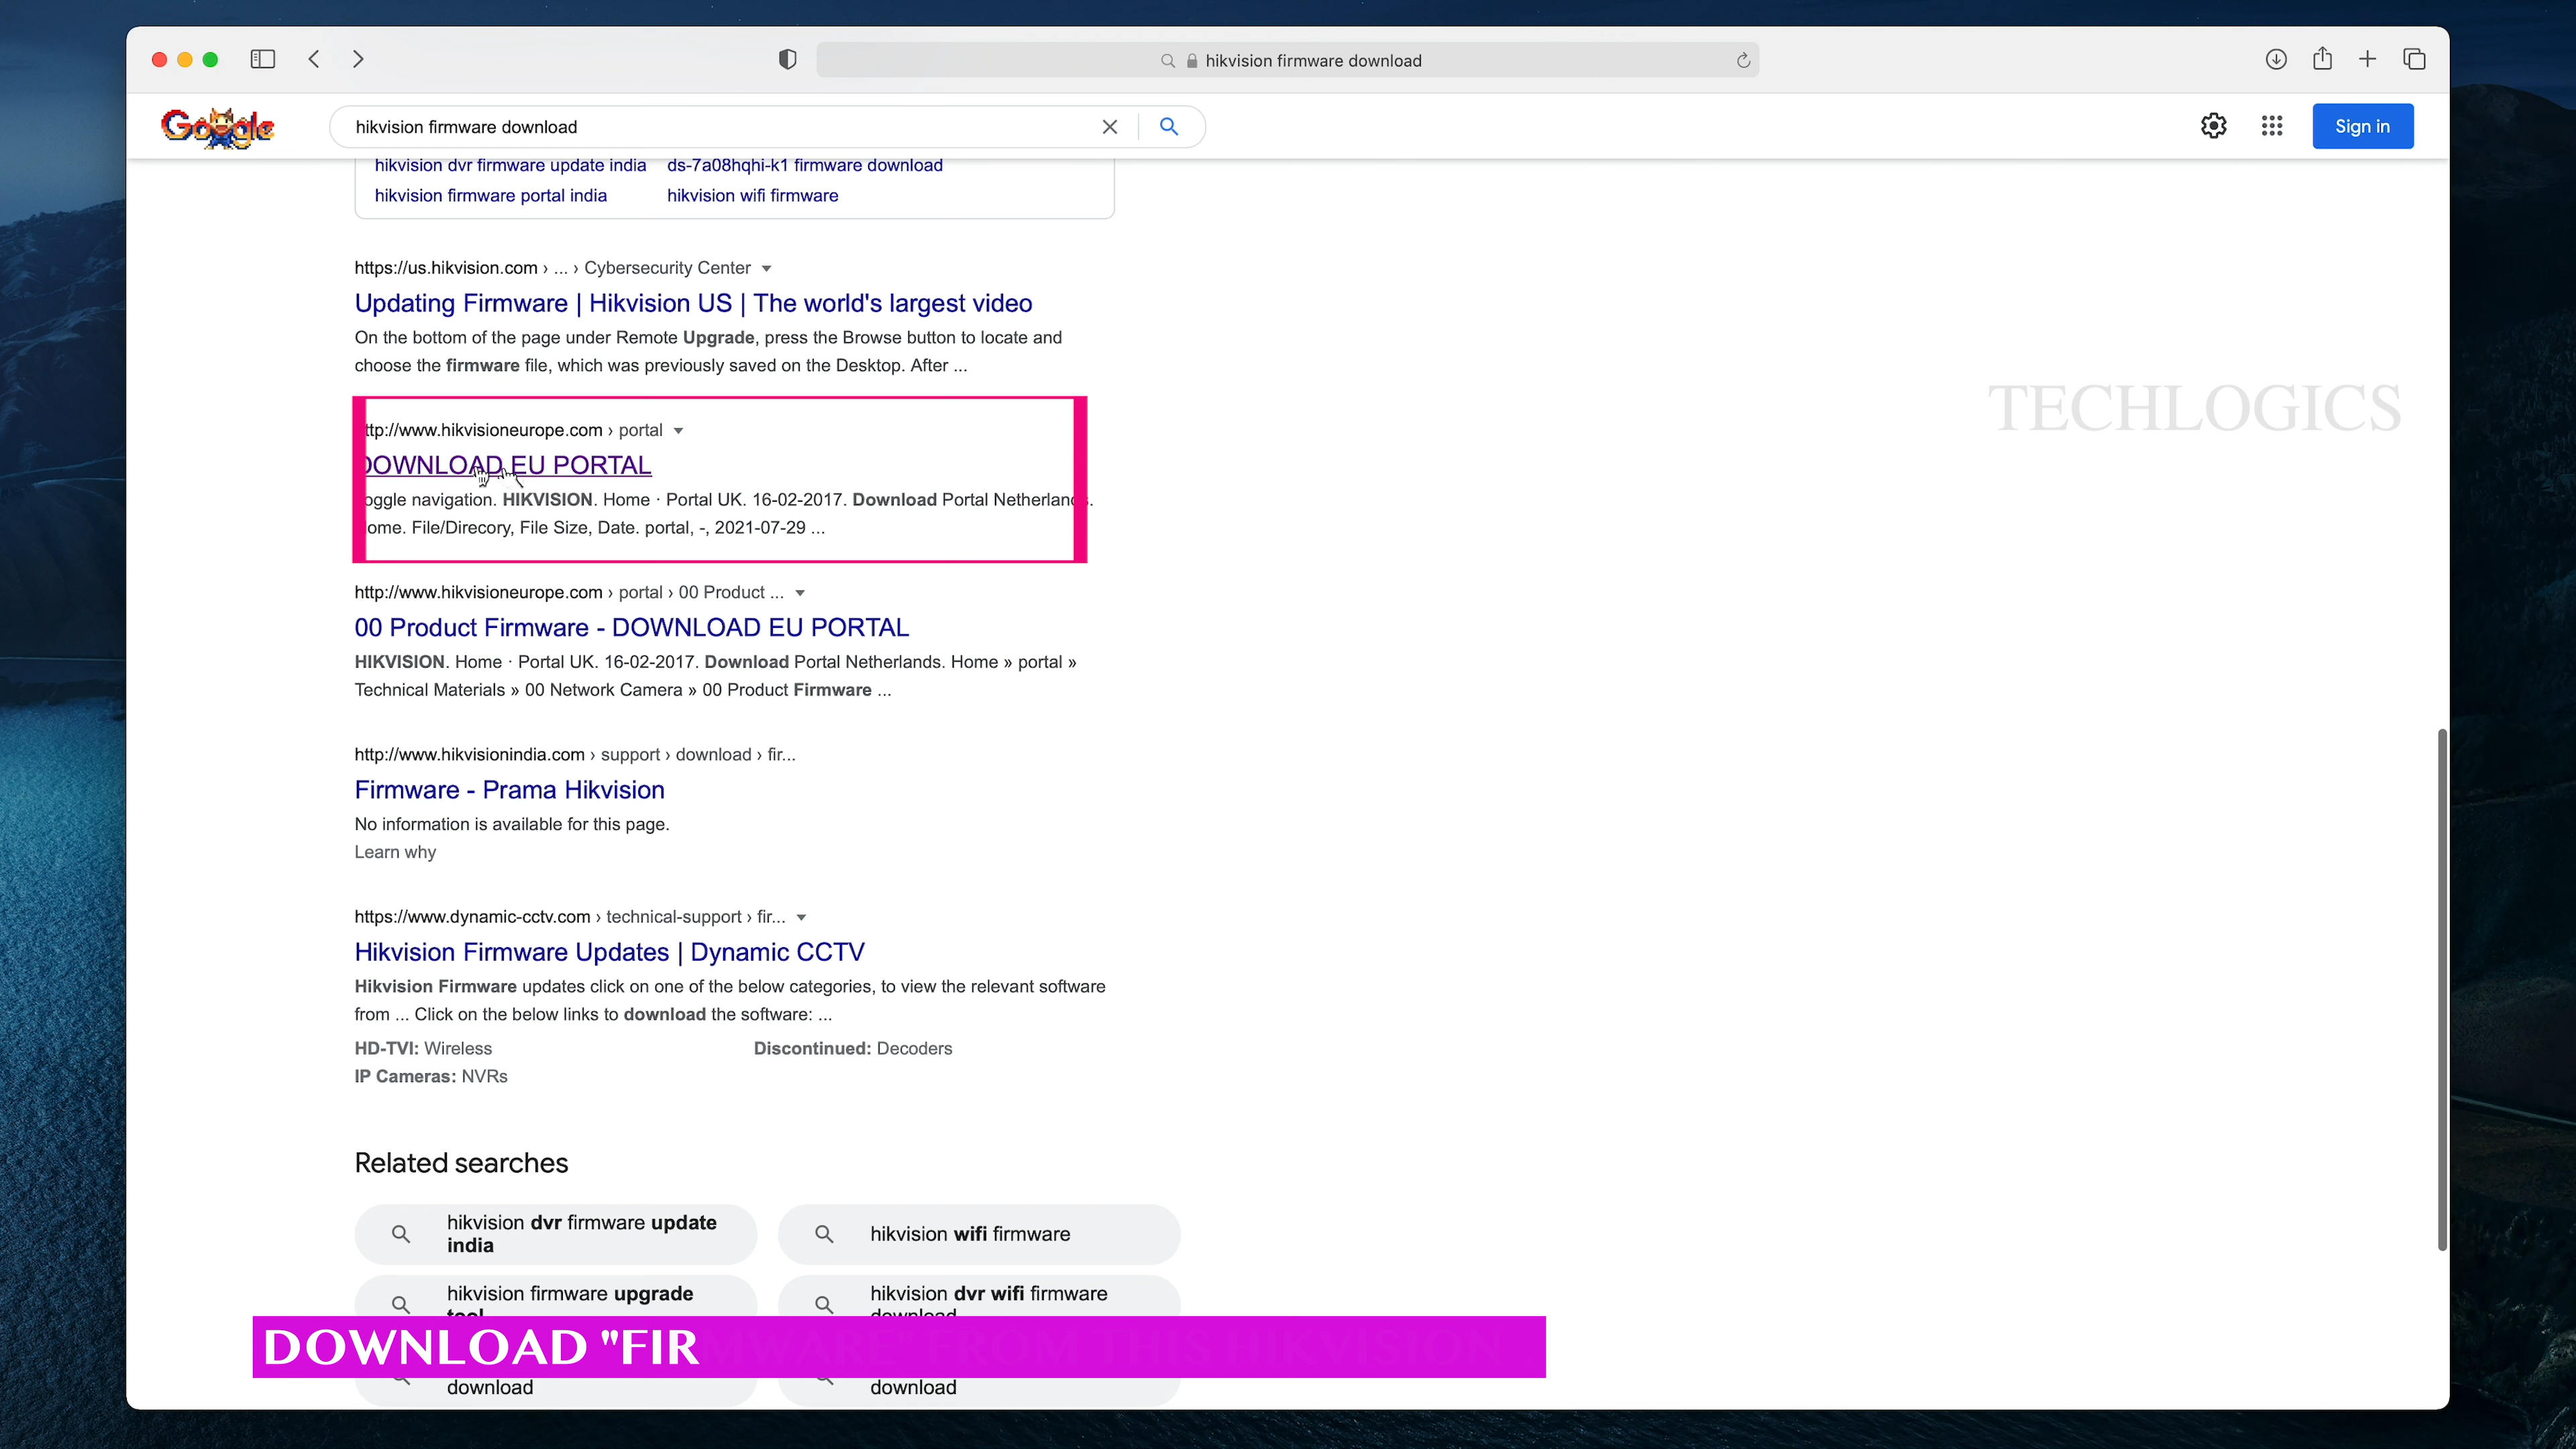 hikvision firmware download
Google
hikvision firmware download
Sign in
hikvision dvr firmware update india
ds-7a08hqhi-k1 firmware download
hikvision firmware portal india
hikvision wifi firmware
https://us.hikvision.com › ... › Cybersecurity Center
Updating Firmware | Hikvision US | The world's largest video
On the bottom of the page under Remote Upgrade, press the Browse button to locate and
choose the firmware file, which was previously saved on the Desktop. After ...
ttp://www.hikvisioneurope.com › portal
DOWNLOAD EU PORTAL
oggle navigation. HIKVISION. Home · Portal UK. 16-02-2017. Download Portal Netherlands.
ome. File/Direcory, File Size, Date. portal, -, 2021-07-29 ...
TECHLOGICS
http://www.hikvisioneurope.com › portal › 00 Product ...
00 Product Firmware - DOWNLOAD EU PORTAL
HIKVISION. Home · Portal UK. 16-02-2017. Download Portal Netherlands. Home » portal »
Technical Materials » 00 Network Camera » 00 Product Firmware ...
http://www.hikvisionindia.com › support › download › fir...
Firmware - Prama Hikvision
No information is available for this page.
Learn why
https://www.dynamic-cctv.com › technical-support › fir...
Hikvision Firmware Updates | Dynamic CCTV
Hikvision Firmware updates click on one of the below categories, to view the relevant software
from ... Click on the below links to download the software: ...
HD-TVI: Wireless
Discontinued: Decoders
IP Cameras: NVRs
Related searches
hikvision dvr firmware update
india
hikvision wifi firmware
hikvision firmware upgrade
tool
hikvision dvr wifi firmware
download
DOWNLOAD "FIRMWARE" FROM THIS HIKVISION
download
download